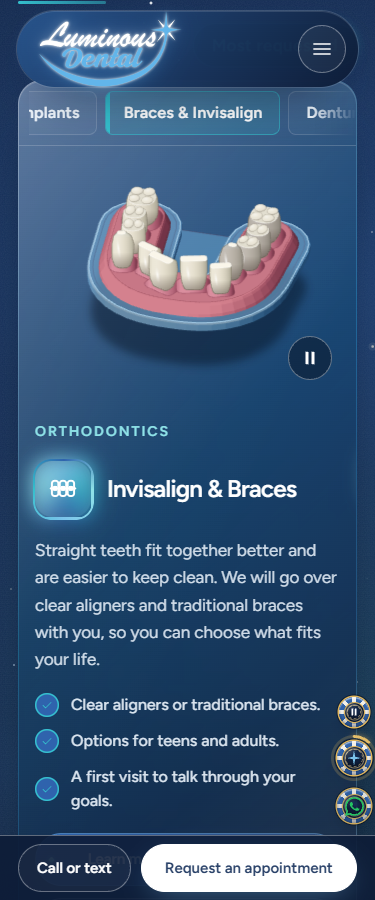 Luminous
Dental
Braces & Invisalign
ORTHODONTICS
Invisalign & Braces
Straight teeth fit together better and
are easier to keep clean. We will go over
clear aligners and traditional braces
with you, so you can choose what fits
your life.
Clear aligners or traditional braces.
Options for teens and adults.
A first visit to talk through your
goals.
Call or text
Request an appointment